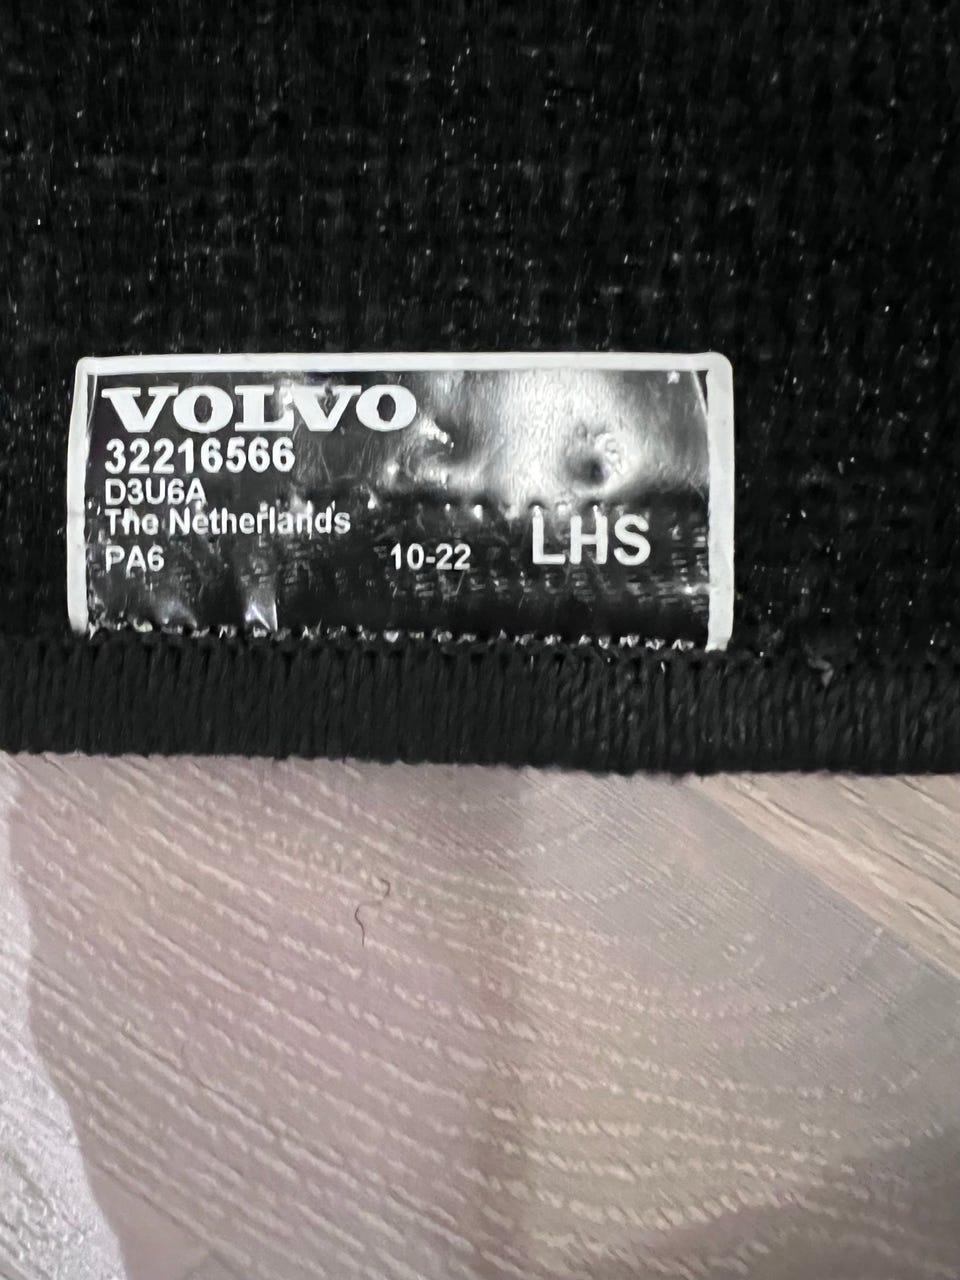 VOLVO
32216566
D3U6A
The Netherlands
PA6 10-22 LHS